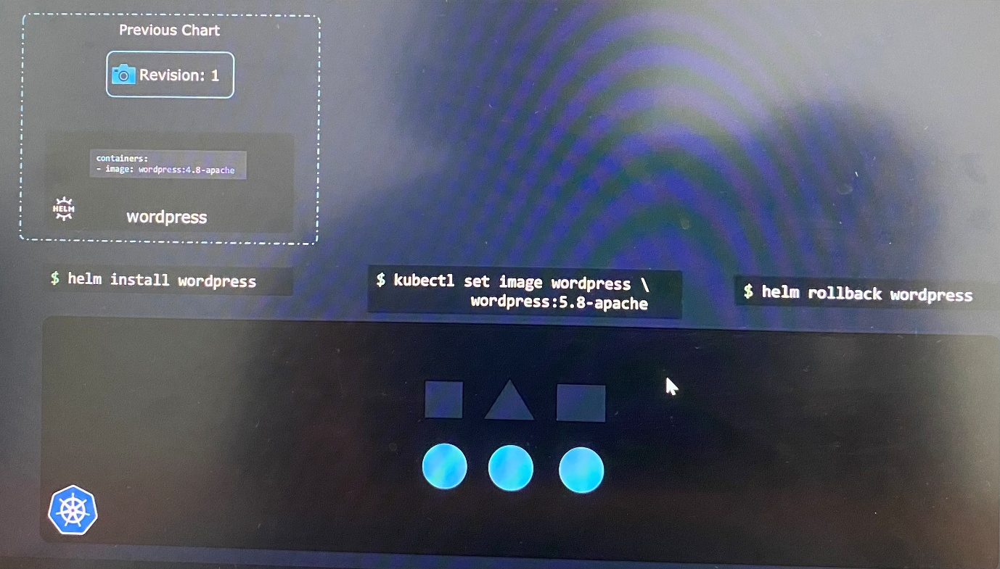 Previous Chart
Revision: 1
containers:
- image: wordpress:4.8-apache
HELM
wordpress
$ helm install wordpress
$ kubectl set image wordpress \
wordpress:5.8-apache
$ helm rollback wordpress